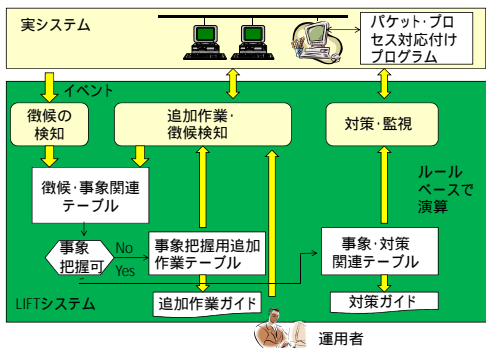 実システム
パケット・プロ
セス対応付け
プログラム
イベント
徴候の
検知
追加作業・
徴候検知
対策・監視
徴候・事象関連
テーブル
ルール
ベースで
演算
事象
把握可
No
Yes
事象把握用追加
作業テーブル
事象・対策
関連テーブル
LIFTシステム
追加作業ガイド
対策ガイド
運用者